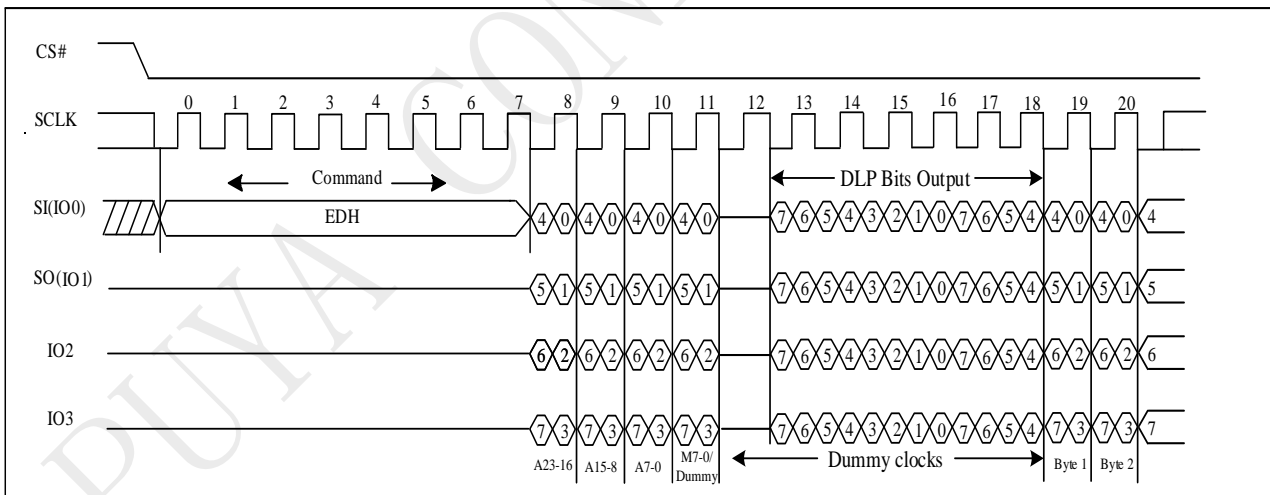 CS#
0 1 2 3 4 5 6 7 8 9 10 11 12 13 14 15 16 17 18 19 20
SCLK
Command
DLP Bits Output
SI(IO0)
EDH
4 0 4 0 4 0 4 0 7 6 5 4 3 2 1 0 7 6 5 4 4 0 4 0 4
SO(IO1)
5 1 5 1 5 1 5 1 7 6 5 4 3 2 1 0 7 6 5 4 5 1 5 1 5
IO2
6 2 6 2 6 2 6 2 7 6 5 4 3 2 1 0 7 6 5 4 6 2 6 2 6
IO3
7 3 7 3 7 3 7 3 7 6 5 4 3 2 1 0 7 6 5 4 7 3 7 3 7
A23-16 A15-8 A7-0 M7-0/
Dummy
Dummy clocks
Byte 1 Byte 2
PUYA